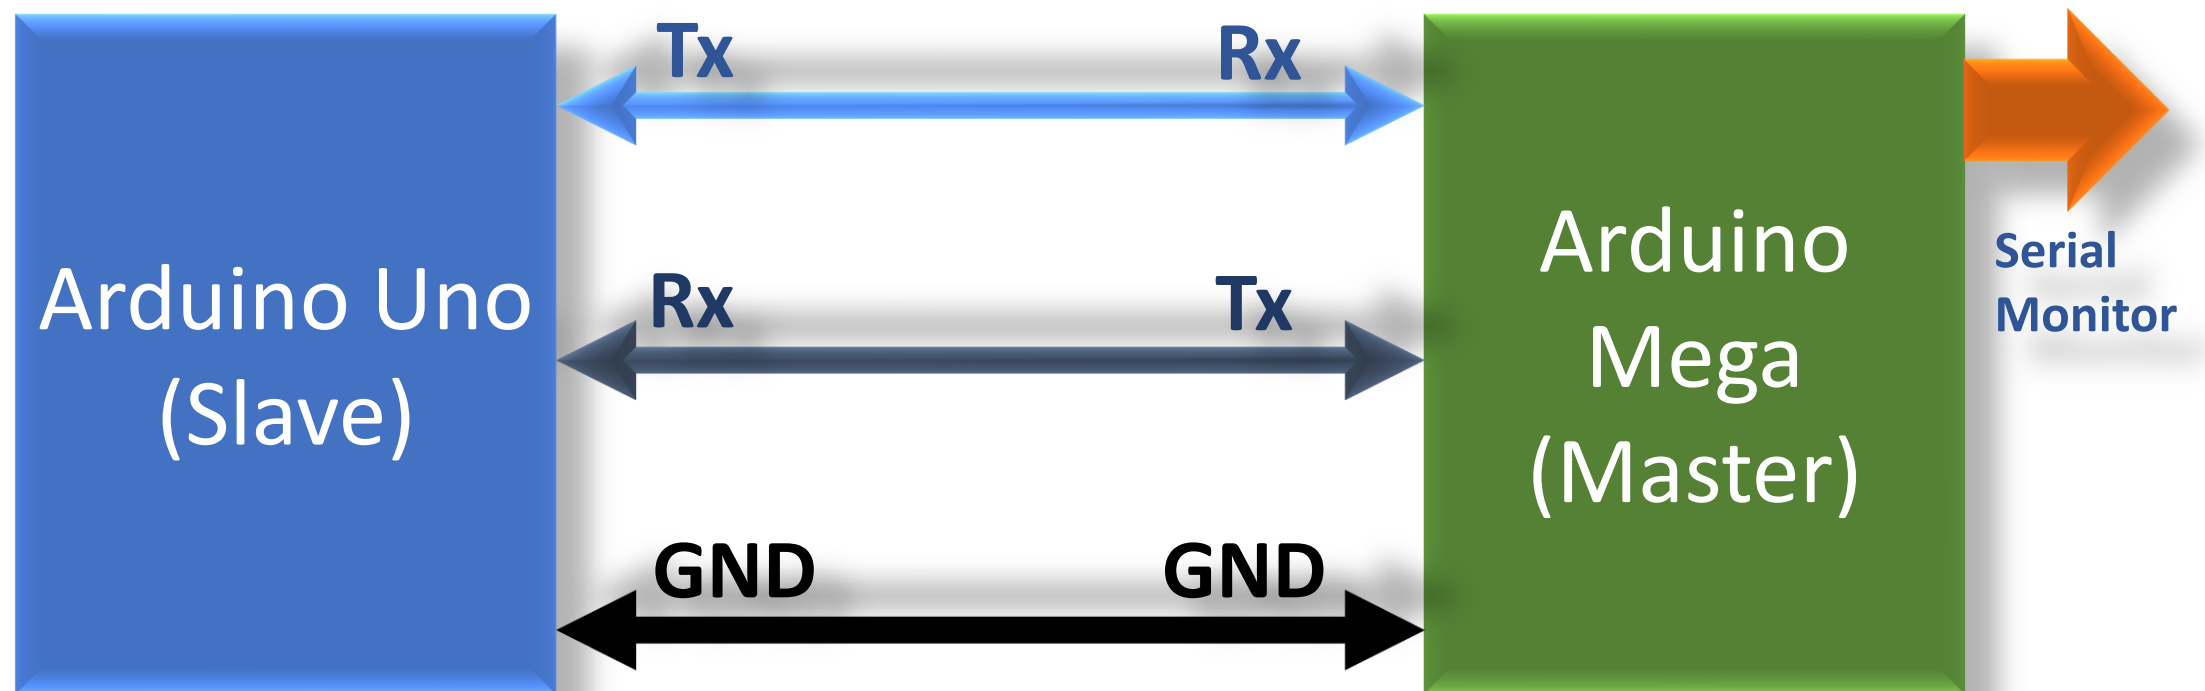 Tx Rx
Arduino Uno
(Slave)
Rx Tx
GND GND
Arduino
Mega
(Master)
Serial
Monitor